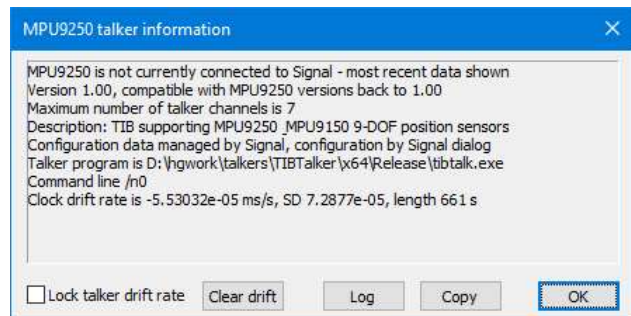 MPU9250 talker information
MPU9250 is not currently connected to Signal - most recent data shown
Version 1.00, compatible with MPU9250 versions back to 1.00
Maximum number of talker channels is 7
Description: TIB supporting MPU9250_MPU9150 9-DOF position sensors
Configuration data managed by Signal, configuration by Signal dialog
Talker program is D:\hgwork\talkers\TIBTalker\x64\Release\tibtalk.exe
Command line /n0
Clock drift rate is -5.53032e-05 ms/s, SD 7.2877e-05, length 661 s
Lock talker drift rate Clear drift Log Copy OK